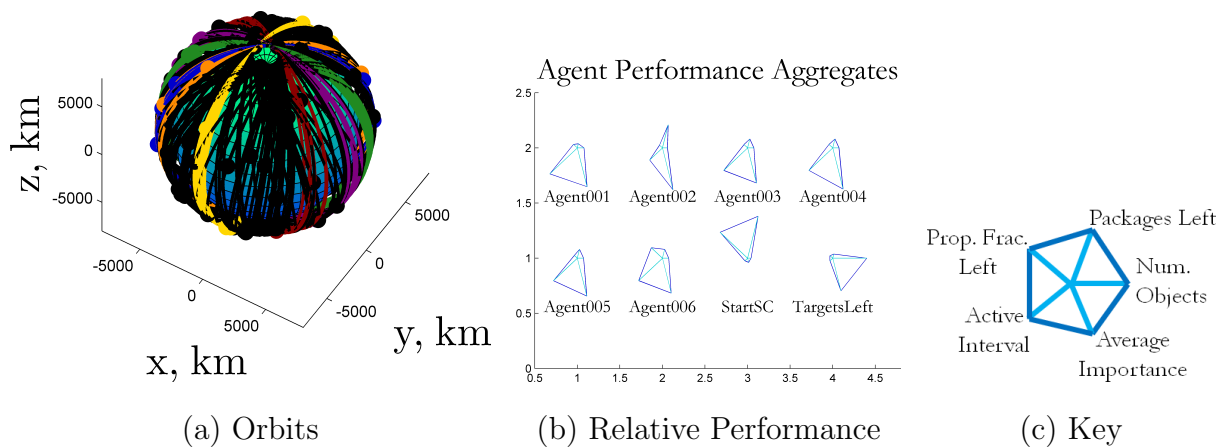 z, km
5000
0
-5000
-5000
0
5000
x, km
5000
0
-5000
y, km
(a) Orbits
Agent Performance Aggregates
2.5
2
1.5
1
0.5
0
0.5
1
1.5
2
2.5
3
3.5
4
4.5
Agent001
Agent002
Agent003
Agent004
Agent005
Agent006
StartSC
TargetsLeft
(b) Relative Performance
Packages Left
Prop. Frac.
Left
Num.
Objects
Active
Interval
Average
Importance
(c) Key